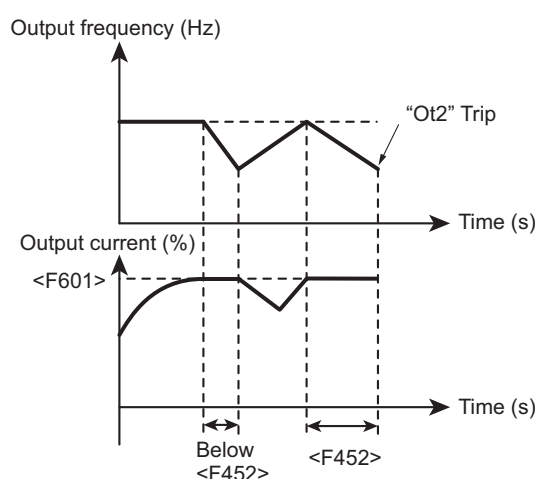 Output frequency (Hz)
“Ot2” Trip
Time (s)
Output current (%)
<F601>
Time (s)
Below
<F452>
<F452>